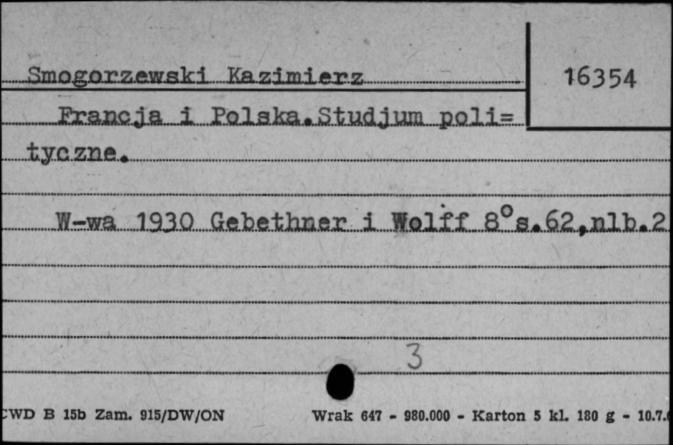 Smogorzewski Kazimierz
16354
Francja i Polska.Studjum poli=
tyczne.
W-wa 1930 Gebethner i Wolff 8°s.62,nlb.2
3
CWD B 15b Zam. 915/DW/ON
Wrak 647 - 980.000 - Karton 5 kl. 180 g - 10.7.